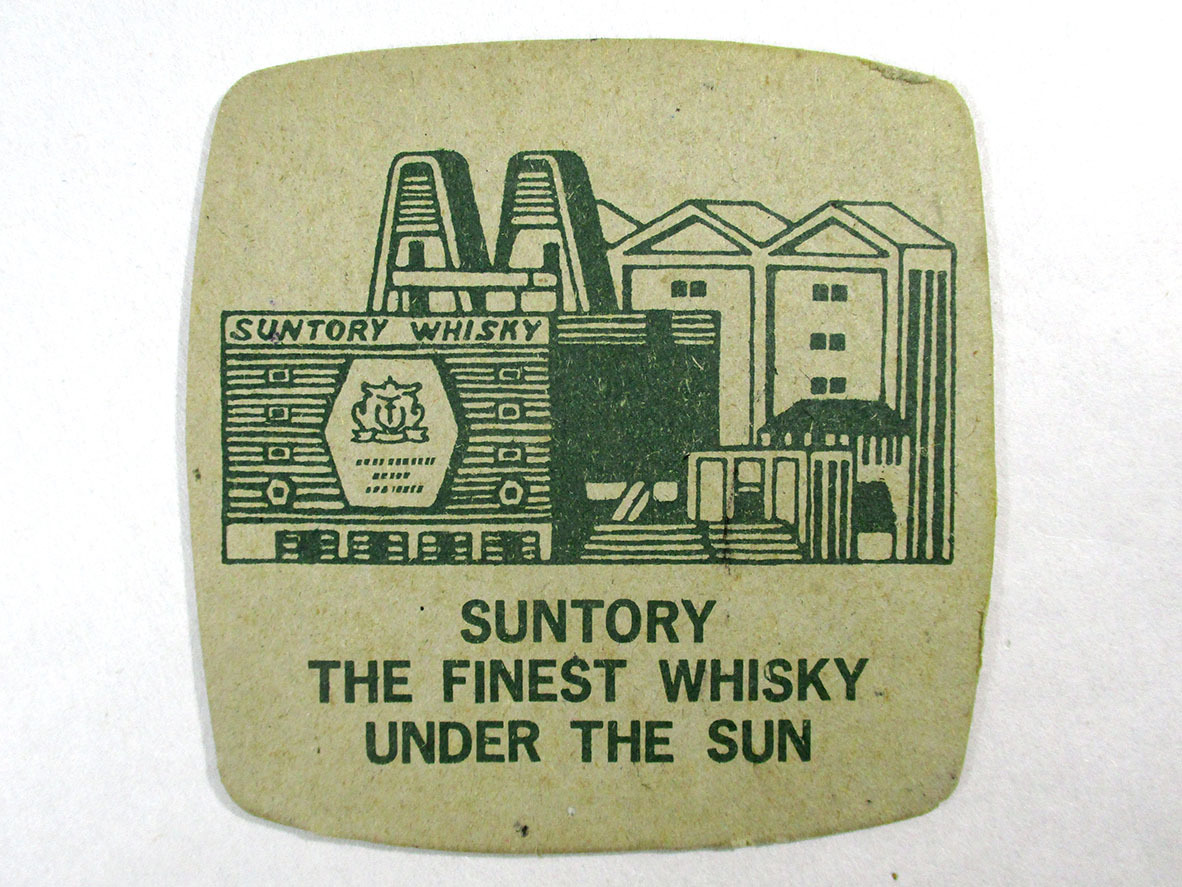 SUNTORY WHISKY
SUNTORY
THE FINEST WHISKY
UNDER THE SUN